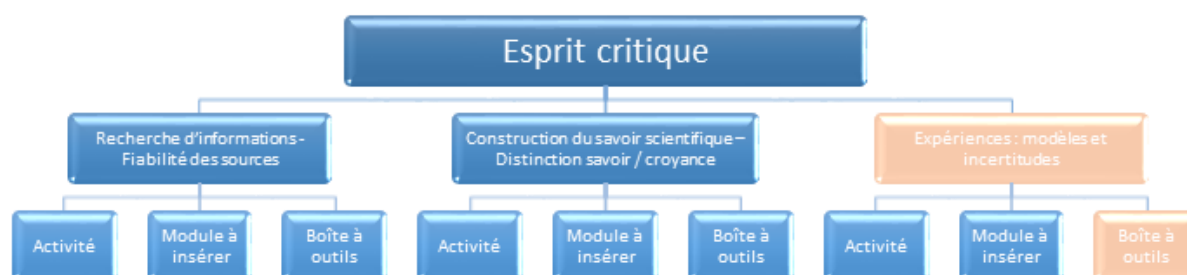 Esprit critique
Recherche d'informations -
Fiabilité des sources
Construction du savoir scientifique –
Distinction savoir / croyance
Expériences : modèles et
incertitudes
Activité
Module à
insérer
Boîte à
outils
Activité
Module à
insérer
Boîte à
outils
Activité
Module à
insérer
Boîte à
outils